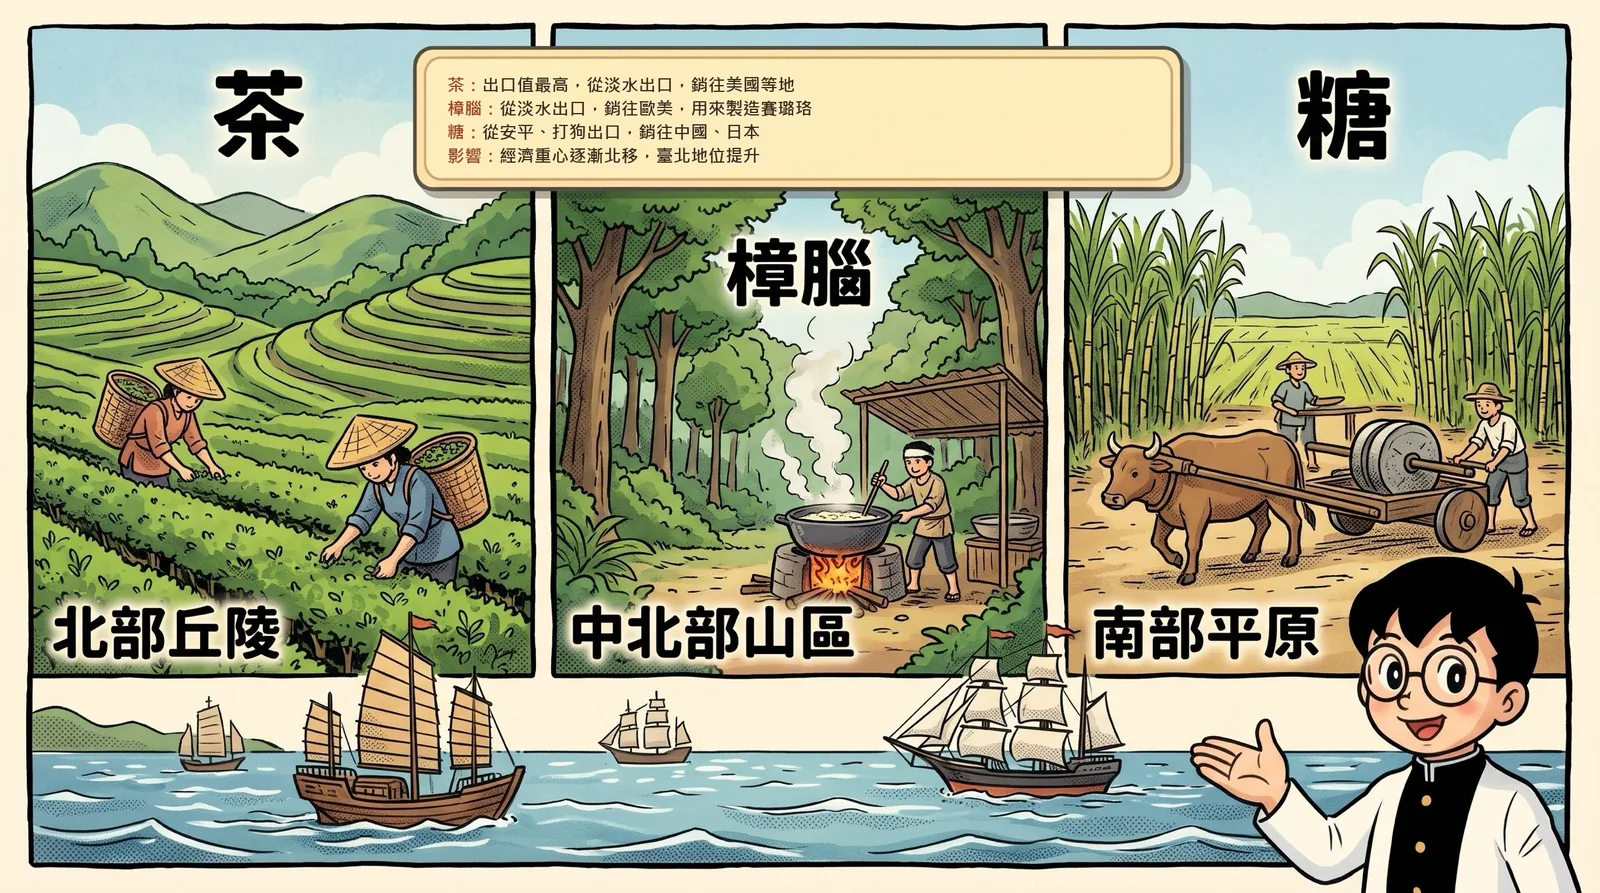 茶
茶：出口值最高，從淡水出口，銷往美國等地
樟腦：從淡水出口，銷往歐美，用來製造賽璐珞
糖：從安平、打狗出口，銷往中國、日本
影響：經濟重心逐漸北移，臺北地位提升
糖
樟腦
北部丘陵
中北部山區
南部平原